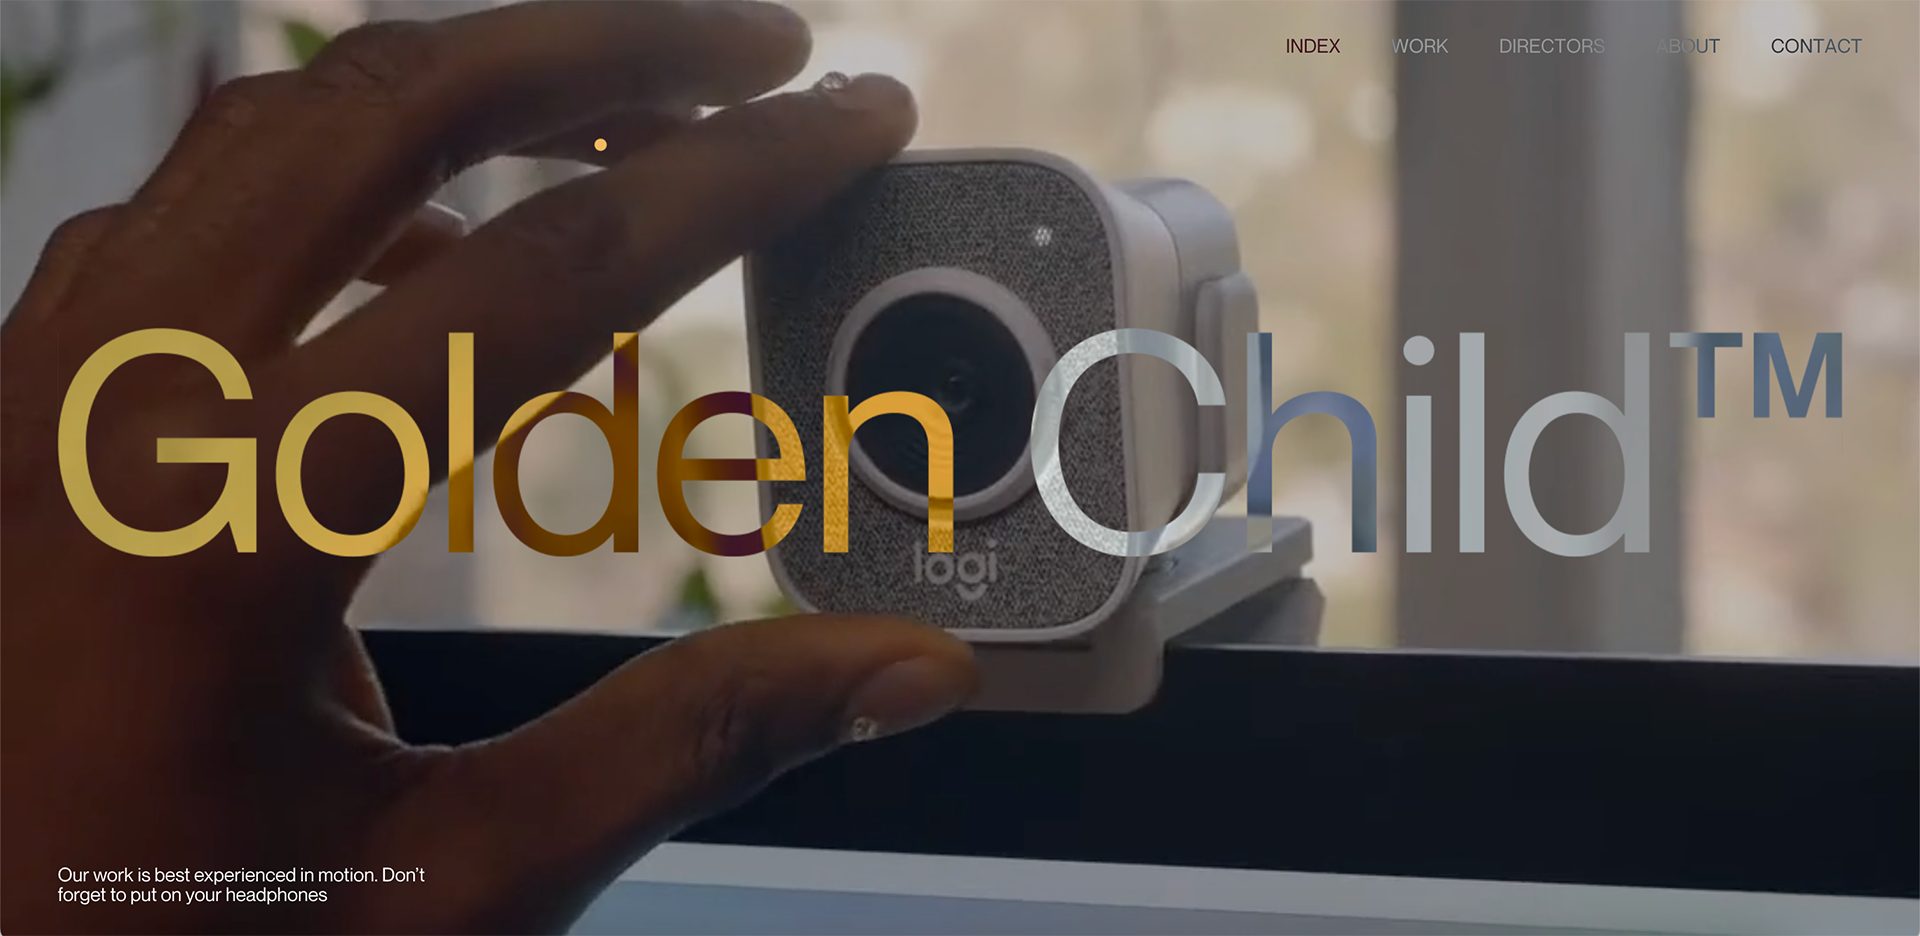 INDEX WORK DIRECTORS ABOUT CONTACT
Golden Child™
logi
Our work is best experienced in motion. Don’t
forget to put on your headphones